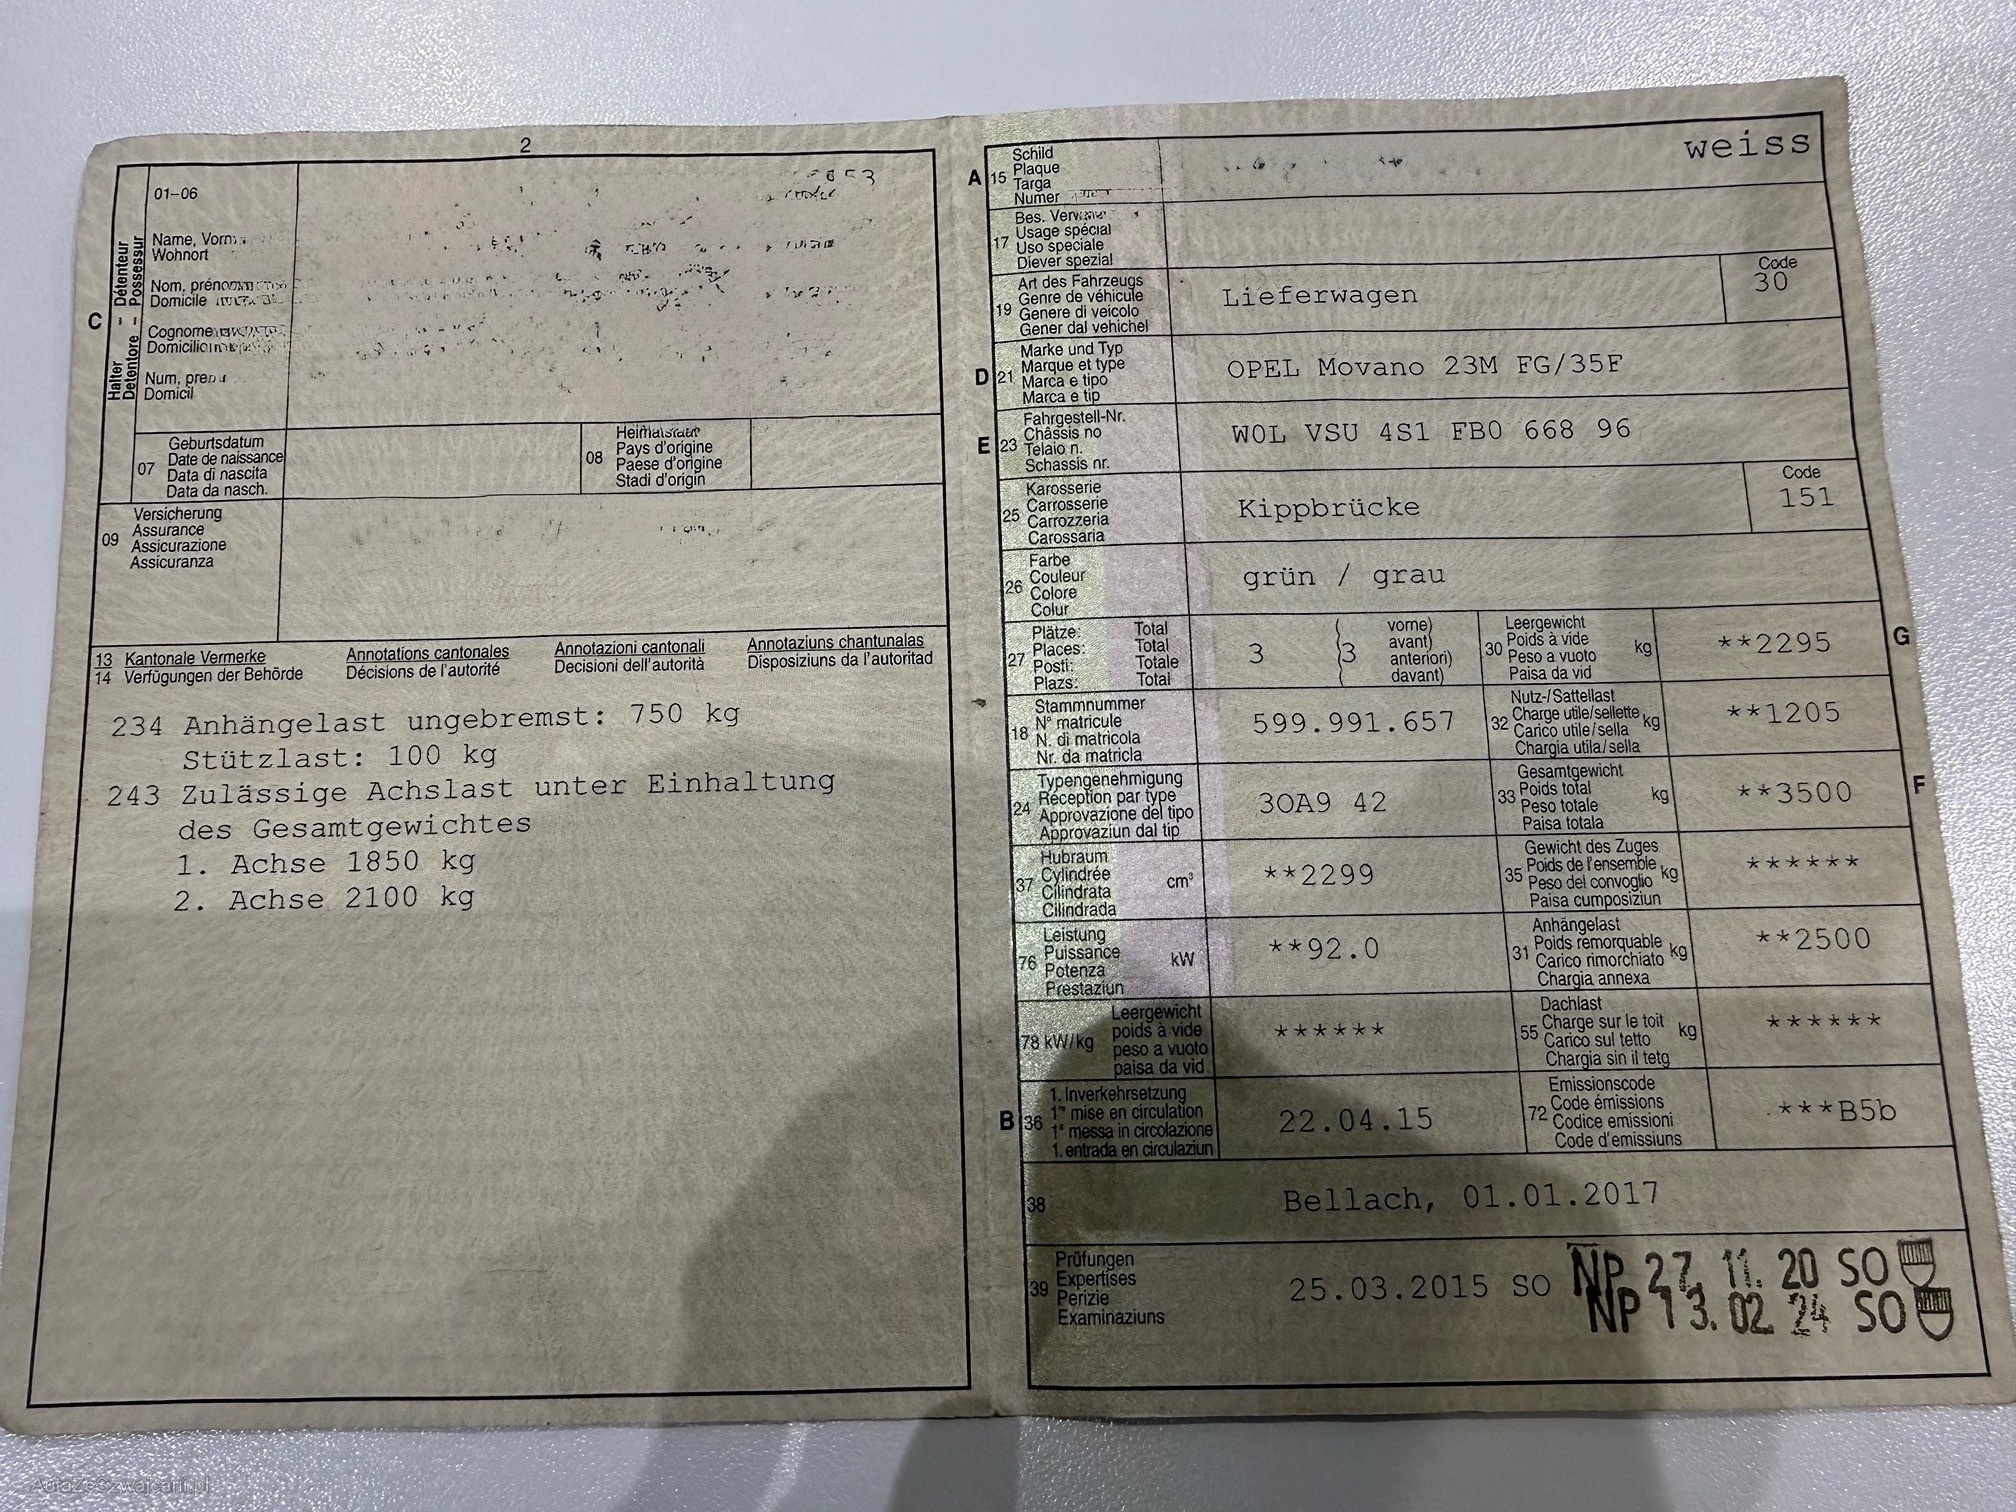 2
01–06
Name, Vorn
Wohnort
Nom, prénom
Domicile
Cognome
Domicilio
Num, pren
Domicil
C
Halter – Détenteur
Detentore – Possessur
07
Geburtsdatum
Date de naissance
Data di nascita
Data da nasch.
08
Heimatstaat
Pays d'origine
Paese d'origine
Stadi d'origin
09
Versicherung
Assurance
Assicurazione
Assicuranza
13 Kantonale Vermerke
14 Verfügungen der Behörde
Annotations cantonales
Décisions de l'autorité
Annotazioni cantonali
Decisioni dell'autorità
Annotaziuns chantunalas
Disposiziuns da l'autoritad
234 Anhängelast ungebremst: 750 kg
Stützlast: 100 kg
243 Zulässige Achslast unter Einhaltung
des Gesamtgewichtes
1. Achse 1850 kg
2. Achse 2100 kg
A 15
Schild
Plaque
Targa
Numer
weiss
17
Bes.
Usage spécial
Uso speciale
Diever spezial
19
Art des Fahrzeugs
Genre de véhicule
Genere di veicolo
Gener dal vehichel
Lieferwagen
Code
30
D 21
Marke und Typ
Marque et type
Marca e tipo
Marca e tip
OPEL Movano 23M FG/35F
E 23
Fahrgestell-Nr.
Châssis no
Telaio n.
Schassis nr.
W0L VSU 4S1 FB0 668 96
25
Karosserie
Carrosserie
Carrozzeria
Carossaria
Kippbrücke
Code
151
26
Farbe
Couleur
Colore
Colur
grün / grau
27
Plätze: Total
Places: Total
Posti: Totale
Plazs: Total
3
(3
vorne)
avant)
anteriori)
davant)
30
Leergewicht
Poids à vide
Peso a vuoto
Paisa da vid
kg
**2295
G
18
Stammnummer
N° matricule
N. di matricola
Nr. da matricla
599.991.657
32
Nutz-/Sattellast
Charge utile/sellette
Carico utile/sella
Chargia utila/sella
kg
**1205
24
Typengenehmigung
Réception par type
Approvazione del tipo
Approvaziun dal tip
3OA9 42
33
Gesamtgewicht
Poids total
Peso totale
Paisa totala
kg
**3500
F
37
Hubraum
Cylindrée
Cilindrata
Cilindrada
cm³
**2299
35
Gewicht des Zuges
Poids de l'ensemble
Peso del convoglio
Paisa cumposiziun
kg
******
76
Leistung
Puissance
Potenza
Prestaziun
kW
**92.0
31
Anhängelast
Poids remorquable
Carico rimorchiato
Chargia annexa
kg
**2500
78 kW/kg
Leergewicht
poids à vide
peso a vuoto
paisa da vid
******
55
Dachlast
Charge sur le toit
Carico sul tetto
Chargia sin il tetg
kg
******
B 36
1. Inverkehrsetzung
1re mise en circulation
1a messa in circolazione
1. entrada en circulaziun
22.04.15
72
Emissionscode
Code émissions
Codice emissioni
Code d'emissiuns
***B5b
38
Bellach, 01.01.2017
39
Prüfungen
Expertises
Perizie
Examinaziuns
25.03.2015 SO
NP 27. 11. 20 SO
NP 13. 02. 24 SO
AutazeSzwajcarii.pl